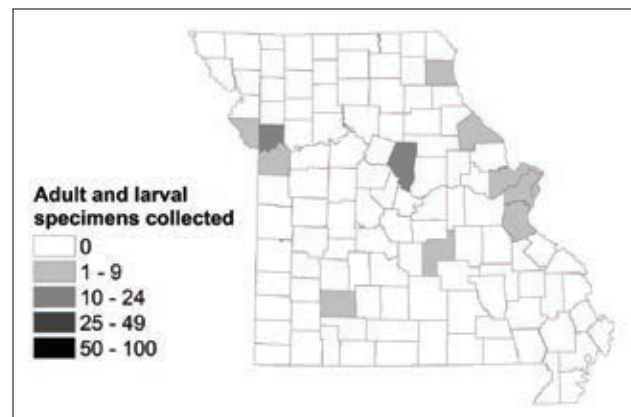 Adult and larval
specimens collected
0
1 - 9
10 - 24
25 - 49
50 - 100